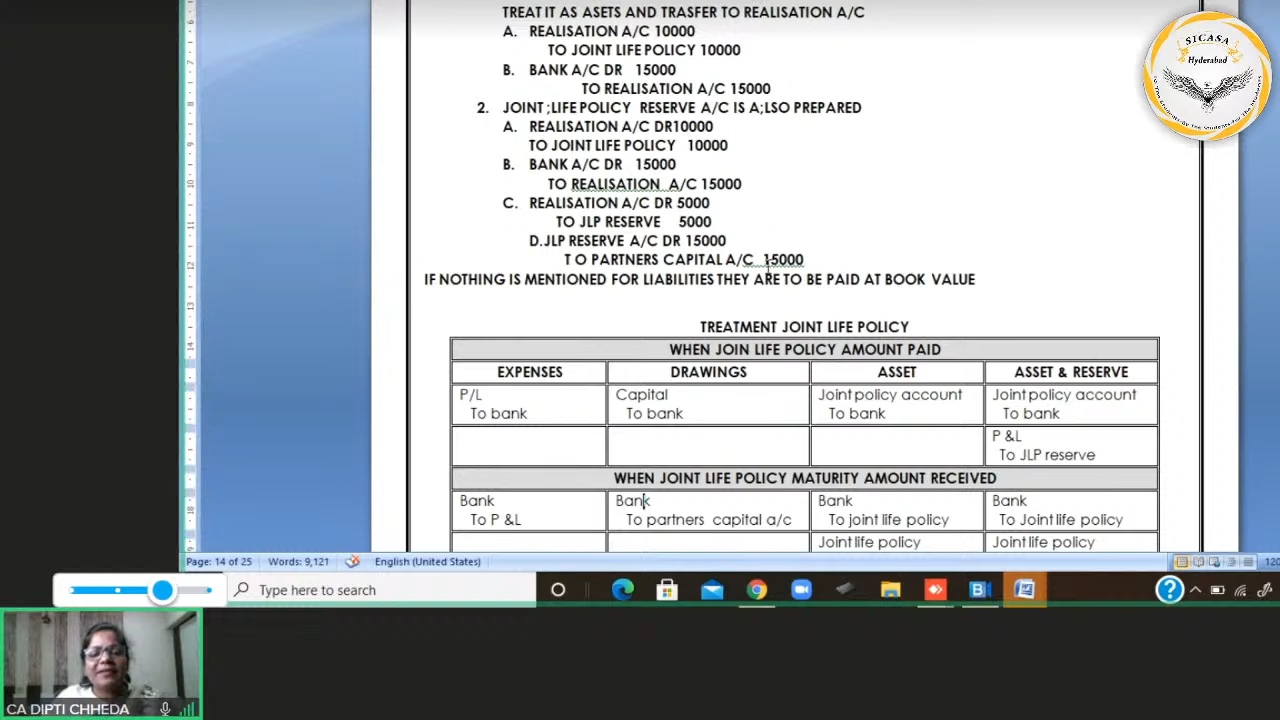 TREAT IT AS ASETS AND TRASFER TO REALISATION A/C
A. REALISATION A/C 10000
TO JOINT LIFE POLICY 10000
B. BANK A/C DR 15000
TO REALISATION A/C 15000
2. JOINT ;LIFE POLICY RESERVE A/C IS A;LSO PREPARED
A. REALISATION A/C DR10000
TO JOINT LIFE POLICY 10000
B. BANK A/C DR 15000
TO REALISATION A/C 15000
C. REALISATION A/C DR 5000
TO JLP RESERVE 5000
D.JLP RESERVE A/C DR 15000
T O PARTNERS CAPITAL A/C 15000
IF NOTHING IS MENTIONED FOR LIABILITIES THEY ARE TO BE PAID AT BOOK VALUE
TREATMENT JOINT LIFE POLICY
WHEN JOIN LIFE POLICY AMOUNT PAID
EXPENSES DRAWINGS ASSET ASSET & RESERVE
P/L Capital Joint policy account Joint policy account
To bank To bank To bank To bank
P &L
To JLP reserve
WHEN JOINT LIFE POLICY MATURITY AMOUNT RECEIVED
Bank Bank Bank Bank
To P &L To partners capital a/c To joint life policy To Joint life policy
Joint life policy Joint life policy
Page: 14 of 25 Words: 9,121 English (United States) 120
Type here to search
CA DIPTI CHHEDA
SICASA
Hyderabad